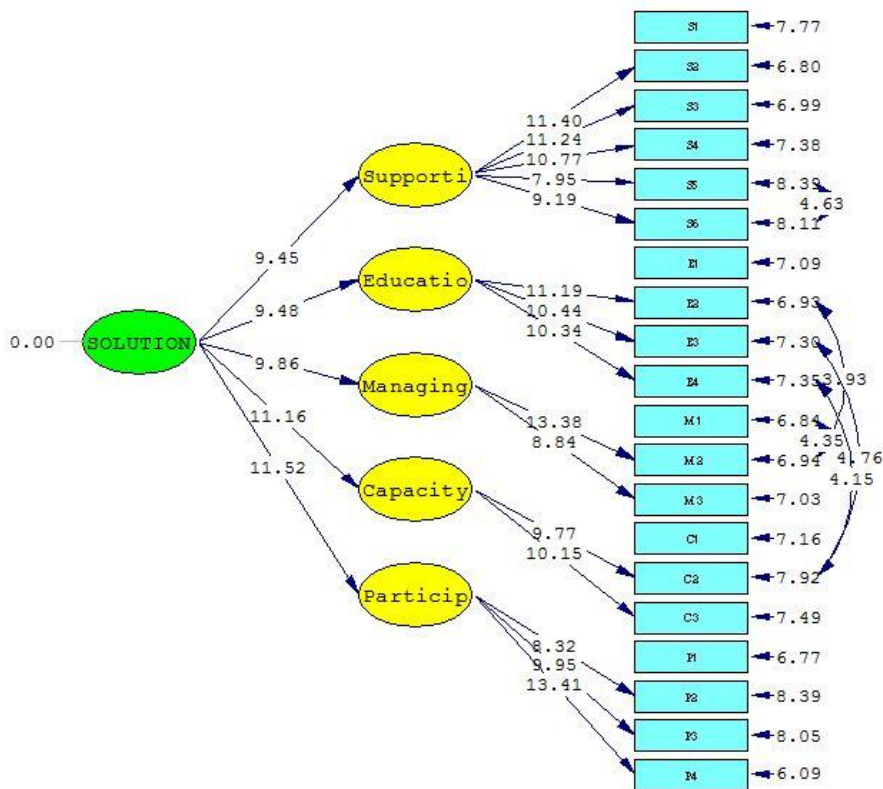 S1
7.77
S2
6.80
S3
6.99
S4
7.38
S5
8.39
4.63
S6
8.11
E1
7.09
E2
6.93
E3
7.30
E4
7.35
3.93
M1
6.84
4.35
M2
6.94
4.76
4.15
M3
7.03
C1
7.16
C2
7.92
C3
7.49
P1
6.77
P2
8.39
P3
8.05
P4
6.09
11.40
11.24
10.77
7.95
9.19
11.19
10.44
10.34
13.38
8.84
9.77
10.15
8.32
9.95
13.41
Supporti
Educatio
Managing
Capacity
Particip
9.45
9.48
9.86
11.16
11.52
0.00
SOLUTION